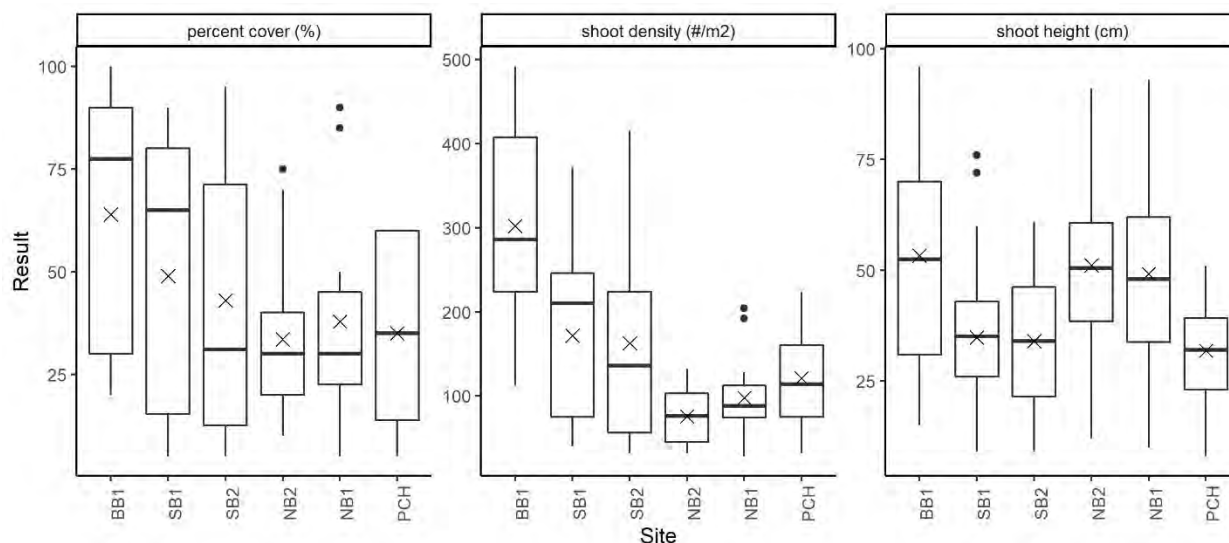 percent cover (%)
shoot density (#/m2)
shoot height (cm)
Result
100
75
50
25
500
400
300
200
100
100
75
50
25
BB1
SB1
SB2
NB2
NB1
PCH
BB1
SB1
SB2
NB2
NB1
PCH
BB1
SB1
SB2
NB2
NB1
PCH
Site